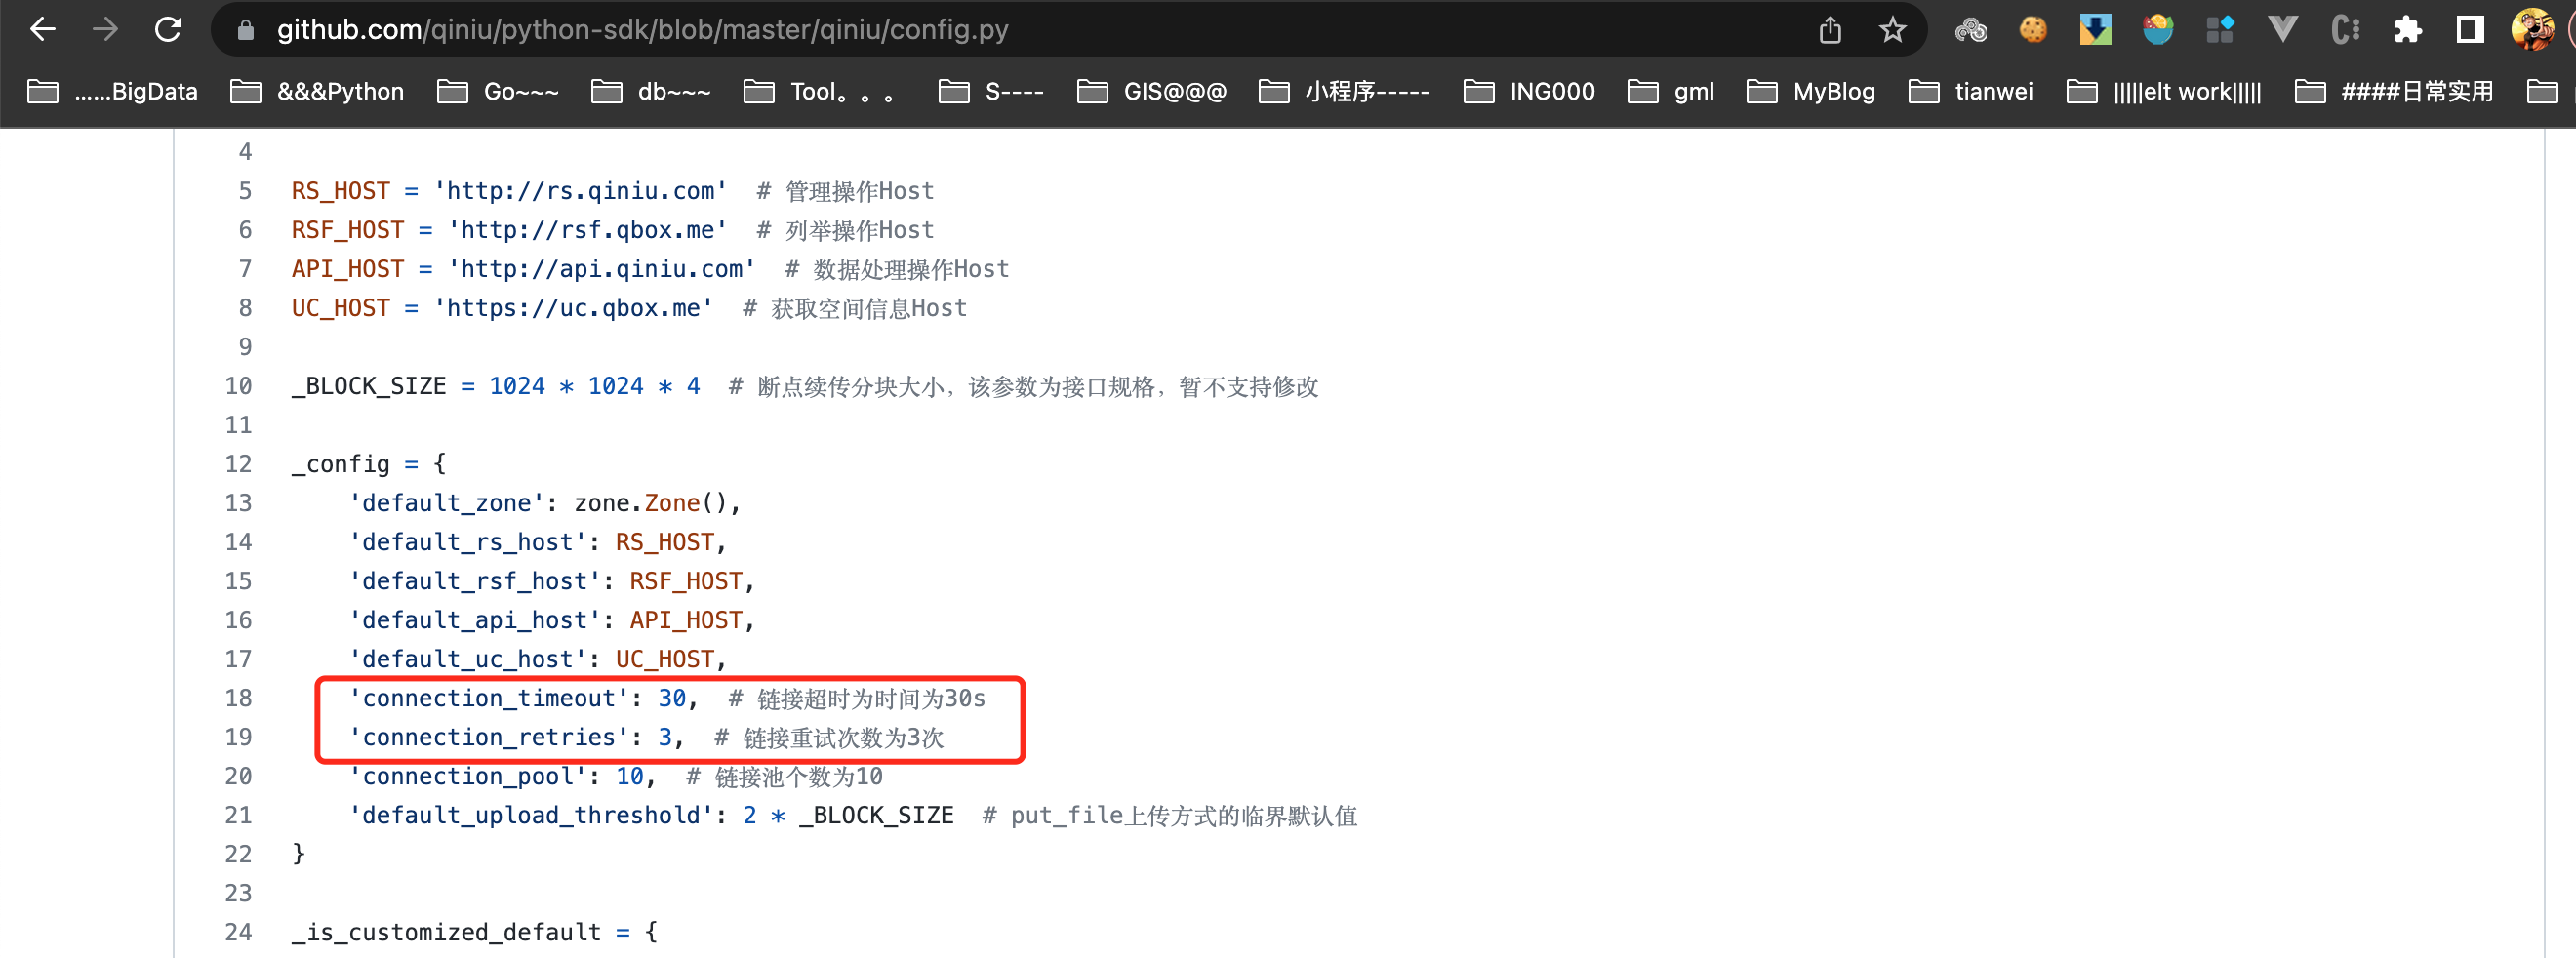 github.com/qiniu/python-sdk/blob/master/qiniu/config.py
......BigData &&&Python Go~~~ db~~~ Tool。。。 S---- GIS@@@ 小程序----- ING000 gml MyBlog tianwei |||||elt work||||| ####日常实用
4
5 RS_HOST = 'http://rs.qiniu.com'  # 管理操作Host
6 RSF_HOST = 'http://rsf.qbox.me'  # 列举操作Host
7 API_HOST = 'http://api.qiniu.com'  # 数据处理操作Host
8 UC_HOST = 'https://uc.qbox.me'  # 获取空间信息Host
9
10 _BLOCK_SIZE = 1024 * 1024 * 4  # 断点续传分块大小，该参数为接口规格，暂不支持修改
11
12 _config = {
13     'default_zone': zone.Zone(),
14     'default_rs_host': RS_HOST,
15     'default_rsf_host': RSF_HOST,
16     'default_api_host': API_HOST,
17     'default_uc_host': UC_HOST,
18     'connection_timeout': 30,  # 链接超时为时间为30s
19     'connection_retries': 3,  # 链接重试次数为3次
20     'connection_pool': 10,  # 链接池个数为10
21     'default_upload_threshold': 2 * _BLOCK_SIZE  # put_file上传方式的临界默认值
22 }
23
24 _is_customized_default = {